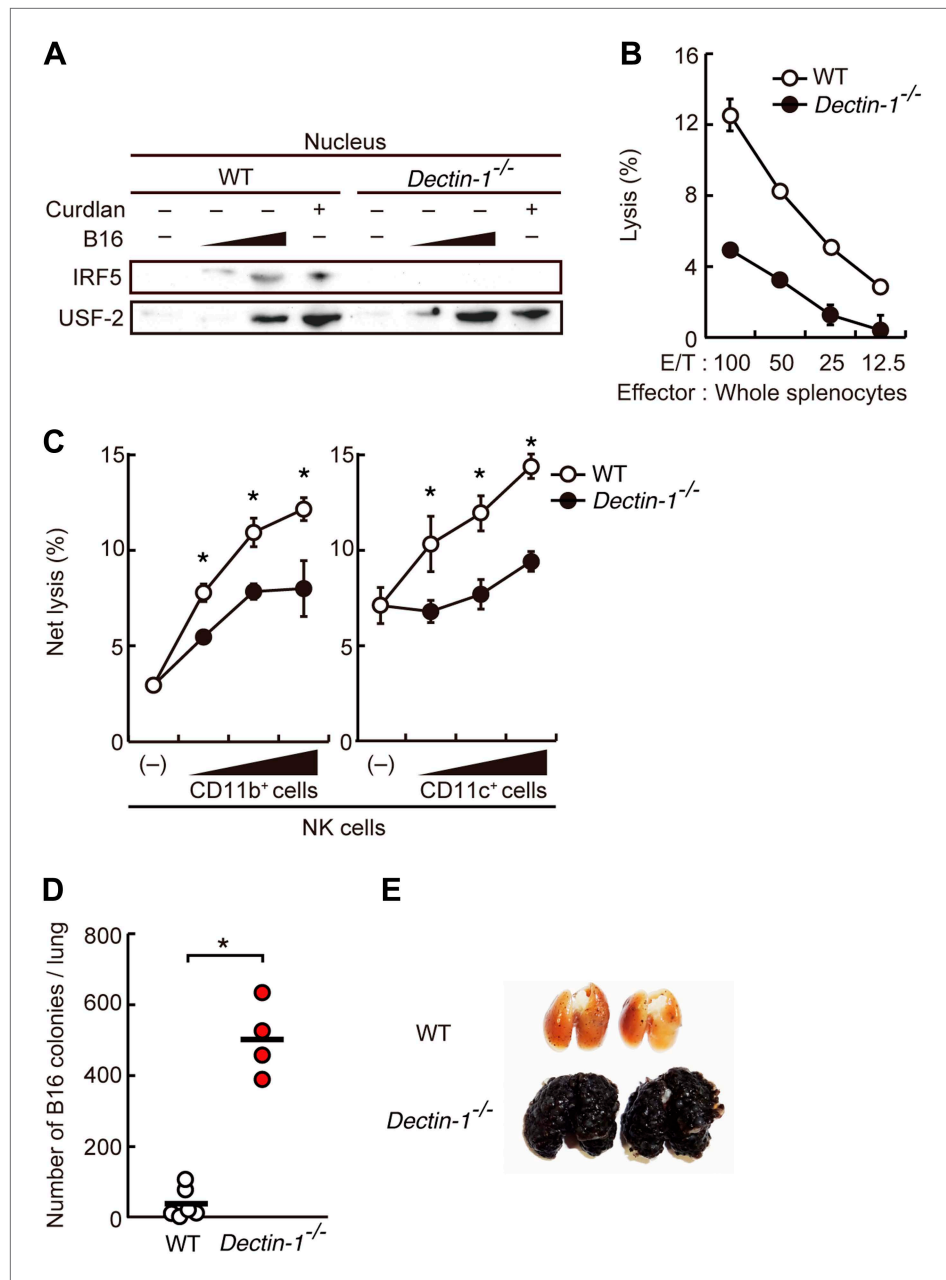 A
Nucleus
WT Dectin-1-/-
Curdlan – – – + – – – +
B16 – – – –
IRF5
USF-2
B
16
12
8
4
0
Lysis (%)
WT
Dectin-1-/-
E/T : 100 50 25 12.5
Effector : Whole splenocytes
C
15
10
5
0
Net lysis (%)
* * *
(–)
CD11b+ cells
15
10
5
0
* * *
(–)
CD11c+ cells
WT
Dectin-1-/-
NK cells
D
800
600
400
200
0
Number of B16 colonies / lung
*
WT Dectin-1-/-
E
WT
Dectin-1-/-